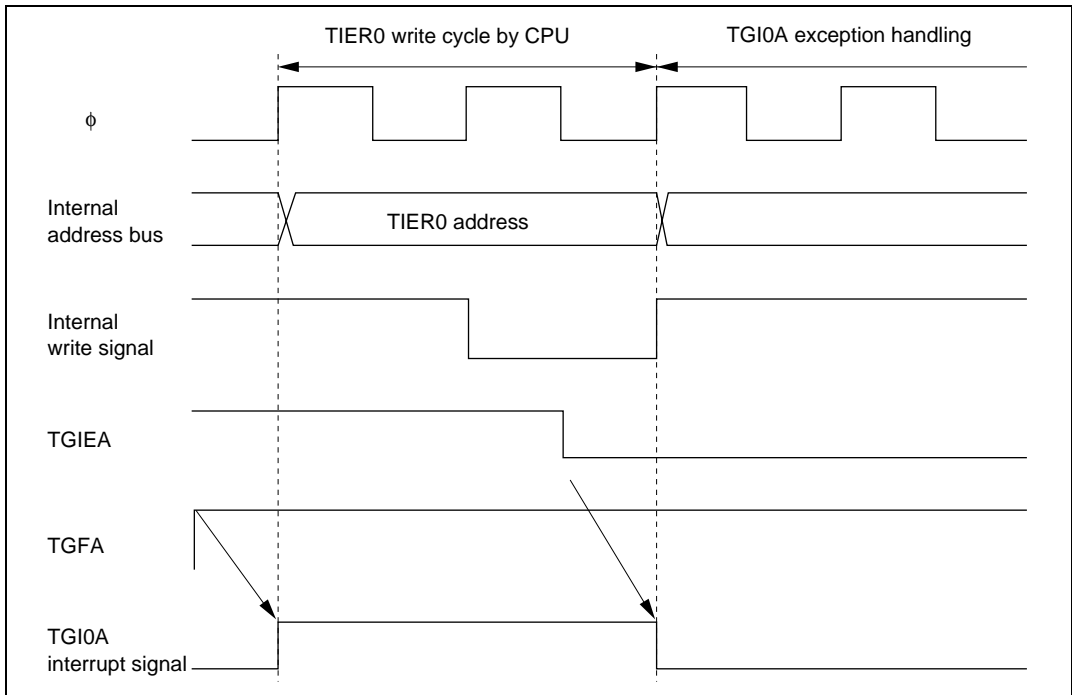 TIER0 write cycle by CPU
TGI0A exception handling
ϕ
Internal
address bus
TIER0 address
Internal
write signal
TGIEA
TGFA
TGI0A
interrupt signal